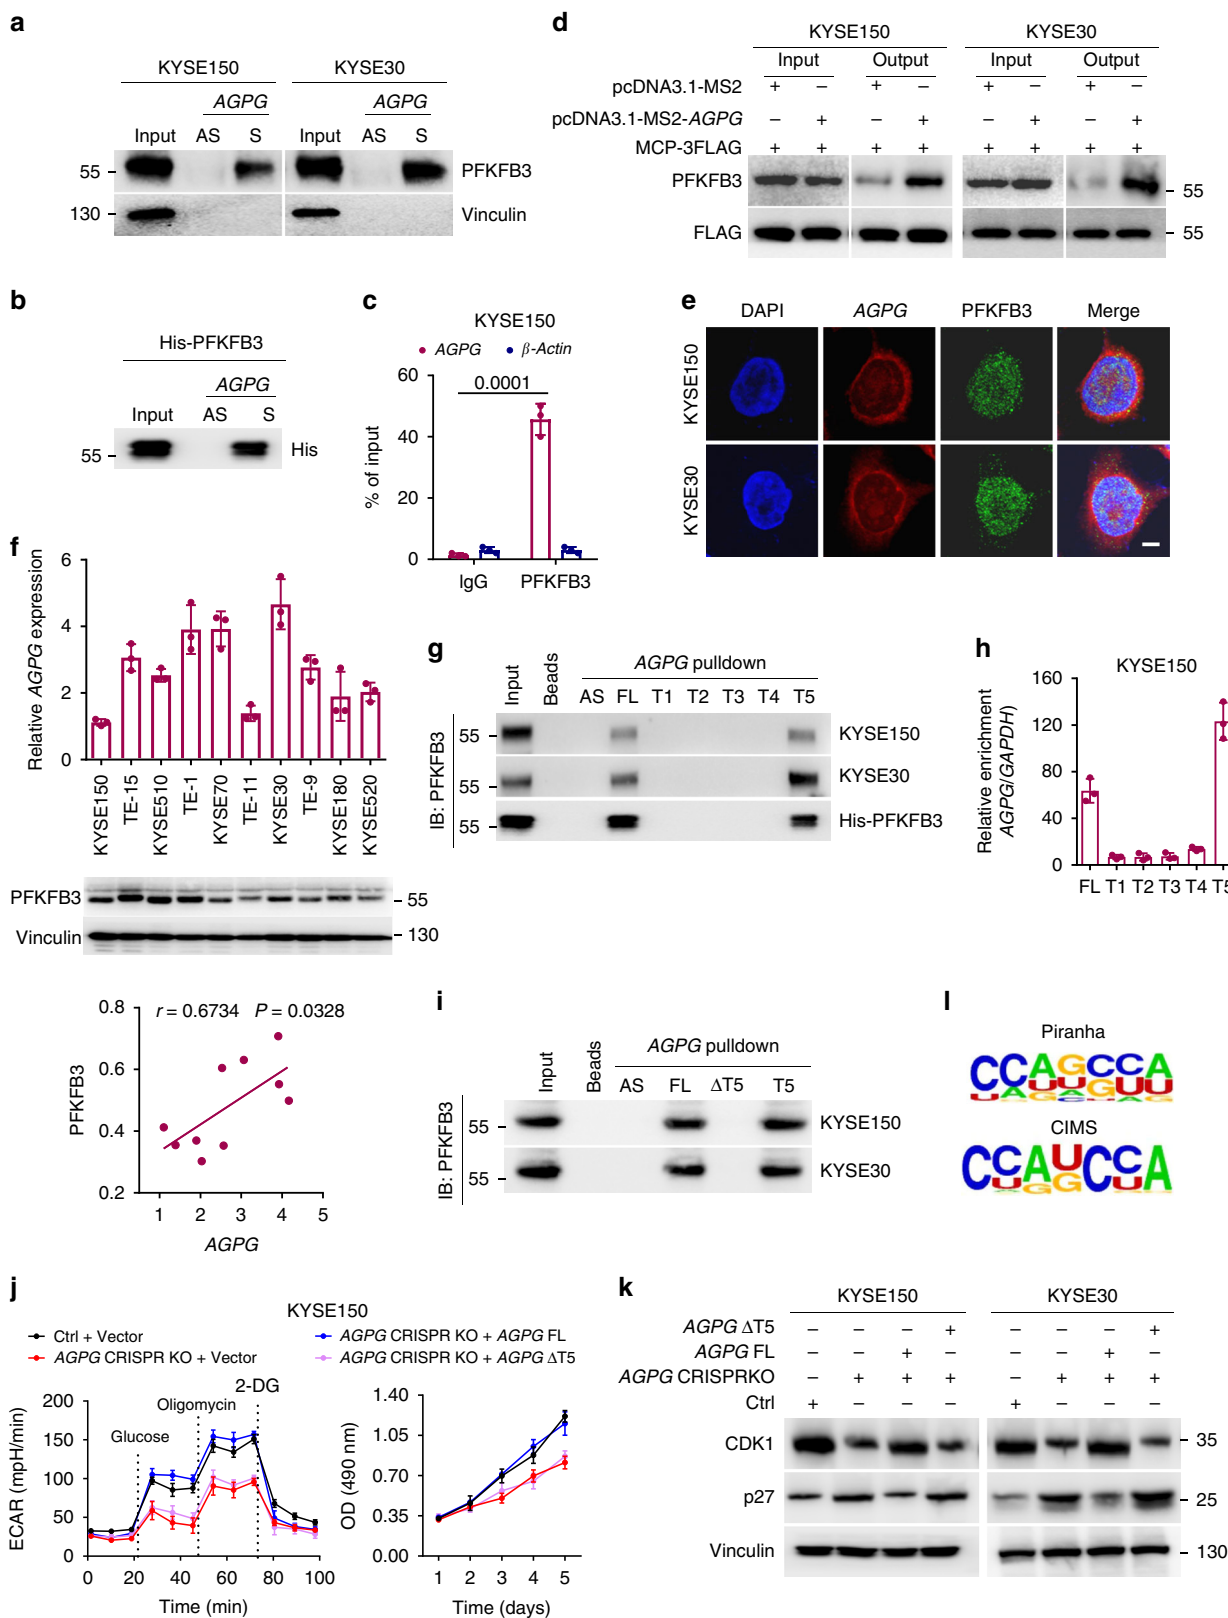 a
KYSE150 KYSE30
AGPG AGPG
Input AS S Input AS S
55 PFKFB3
130 Vinculin
d
KYSE150 KYSE30
Input Output Input Output
pcDNA3.1-MS2 + – + – + – + –
pcDNA3.1-MS2-AGPG – + – + – + – +
MCP-3FLAG + + + + + + + +
PFKFB3 55
FLAG 55
b
His-PFKFB3
AGPG
Input AS S
55 His
c
KYSE150
AGPG β-Actin
0.0001
% of input
60
40
20
0
IgG PFKFB3
e
DAPI AGPG PFKFB3 Merge
KYSE150
KYSE30
f
Relative AGPG expression
6
4
2
0
KYSE150 TE-15 KYSE510 TE-1 KYSE70 TE-11 KYSE30 TE-9 KYSE180 KYSE520
PFKFB3 55
Vinculin 130
r = 0.6734 P = 0.0328
PFKFB3
0.8
0.6
0.4
0.2
1 2 3 4 5
AGPG
g
AGPG pulldown
Input Beads AS FL T1 T2 T3 T4 T5
IB: PFKFB3
55 KYSE150
55 KYSE30
55 His-PFKFB3
h
KYSE150
Relative enrichment
AGPG/GAPDH)
160
120
80
40
0
FL T1 T2 T3 T4
i
AGPG pulldown
Input Beads AS FL ΔT5 T5
IB: PFKFB3
55 KYSE150
55 KYSE30
l
Piranha
CCAGCCA
CIMS
CCAUCCA
j
KYSE150
Ctrl + Vector
AGPG CRISPR KO + Vector
AGPG CRISPR KO + AGPG FL
AGPG CRISPR KO + AGPG ΔT5
ECAR (mpH/min)
200
150
100
50
0
Glucose
Oligomycin
2-DG
0 20 40 60 80 100
Time (min)
OD (490 nm)
1.40
1.05
0.70
0.35
0.00
1 2 3 4 5
Time (days)
k
KYSE150 KYSE30
AGPG ΔT5 – – – + – – – +
AGPG FL – – + – – – + –
AGPG CRISPRKO – + + + – + + +
Ctrl + – – – + – – –
CDK1 35
p27 25
Vinculin 130